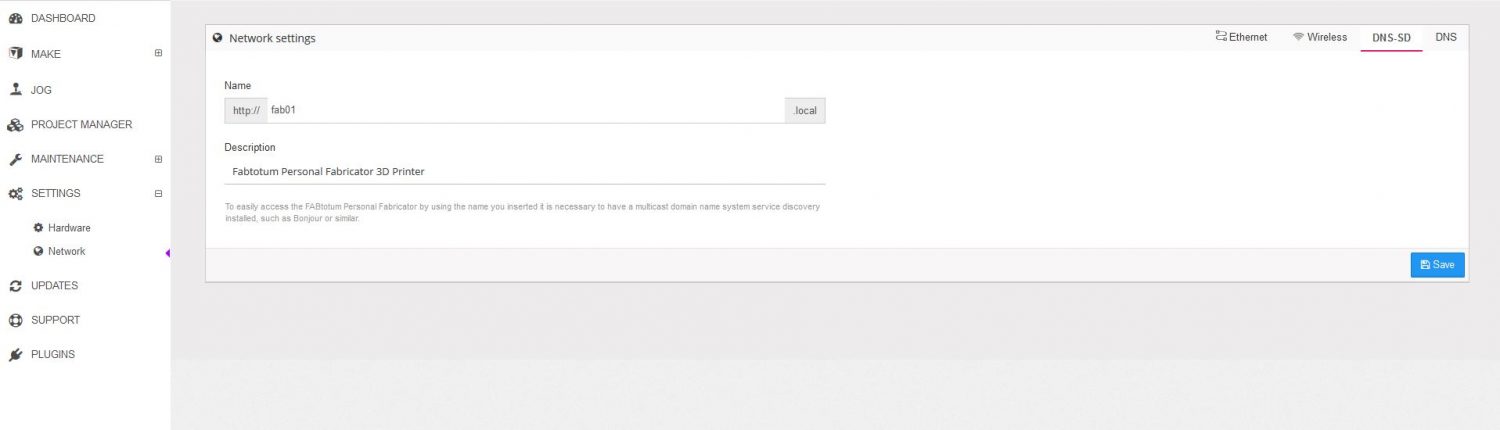 DASHBOARD
MAKE
JOG
PROJECT MANAGER
MAINTENANCE
SETTINGS
Hardware
Network
UPDATES
SUPPORT
PLUGINS
Network settings
Ethernet
Wireless
DNS-SD
DNS
Name
http:// fab01 .local
Description
Fabtotum Personal Fabricator 3D Printer
To easily access the FABtotum Personal Fabricator by using the name you inserted it is necessary to have a multicast domain name system service discovery
installed, such as Bonjour or similar.
Save